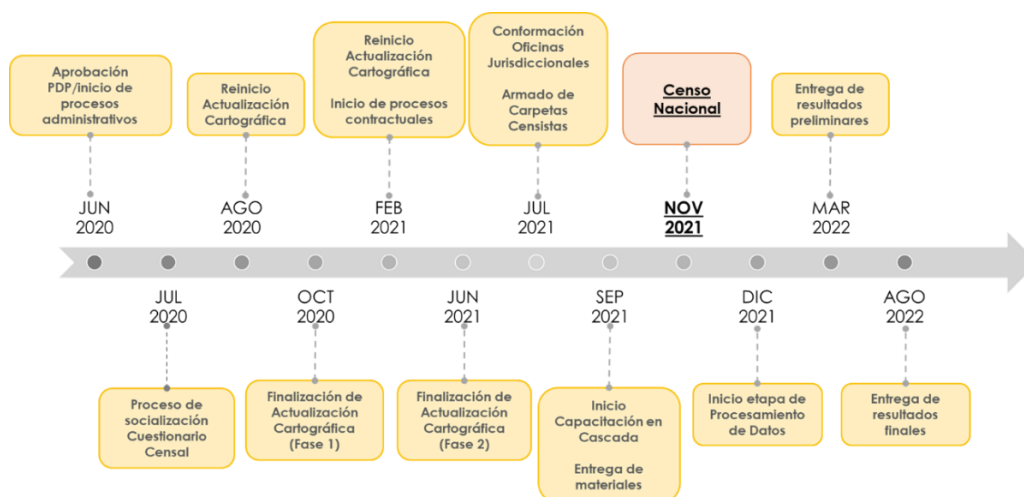 Aprobación
PDP/inicio de
procesos
administrativos
Reinicio
Actualización
Cartográfica
Reinicio
Actualización
Cartográfica
Inicio de procesos
contractuales
Conformación
Oficinas
Jurisdiccionales
Armado de
Carpetas
Censistas
Censo
Nacional
Entrega de
resultados
preliminares
JUN
2020
AGO
2020
FEB
2021
JUL
2021
NOV
2021
MAR
2022
JUL
2020
OCT
2020
JUN
2021
SEP
2021
DIC
2021
AGO
2022
Proceso de
socialización
Cuestionario
Censal
Finalización de
Actualización
Cartográfica
(Fase 1)
Finalización de
Actualización
Cartográfica
(Fase 2)
Inicio
Capacitación en
Cascada
Entrega de
materiales
Inicio etapa de
Procesamiento
de Datos
Entrega de
resultados
finales